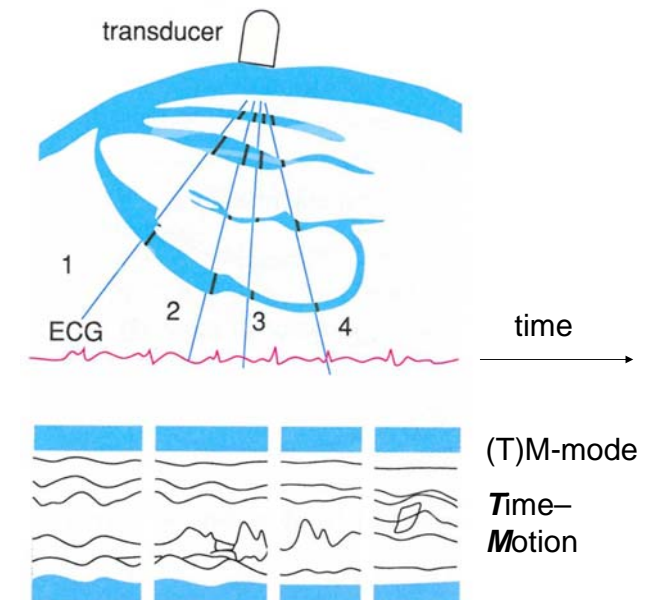 transducer
1
ECG
2
3
4
time
(T)M-mode
Time–
Motion